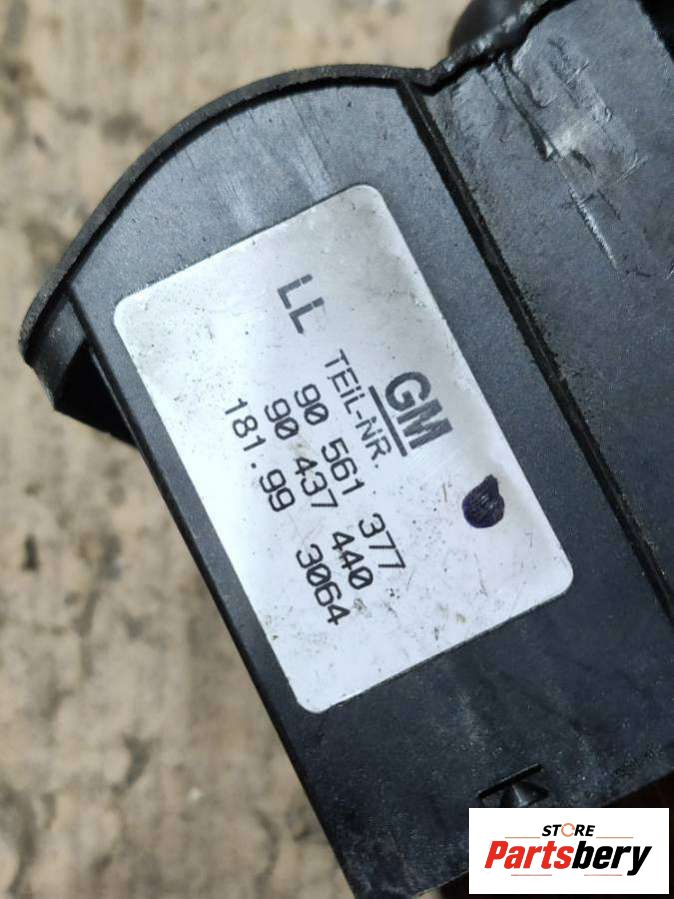 GM
LL TEiL-NR.
90 561 377
90 437 440
181.99 3064
STORE
Partsbery